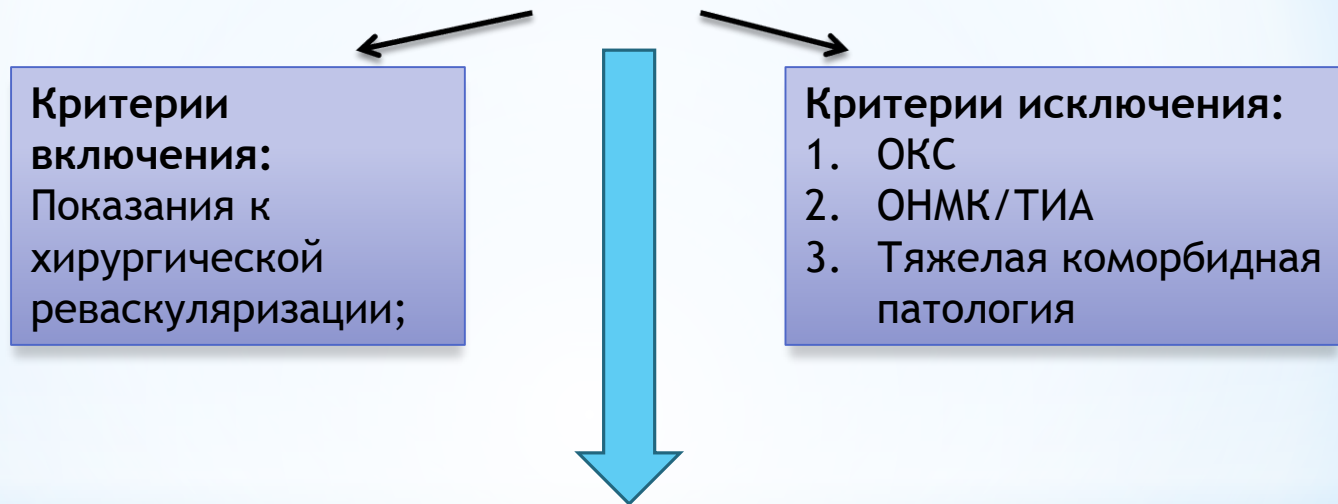 Критерии
включения:
Показания к
хирургической
реваскуляризации;
Критерии исключения:
1. ОКС
2. ОНМК/ТИА
3. Тяжелая коморбидная
патология